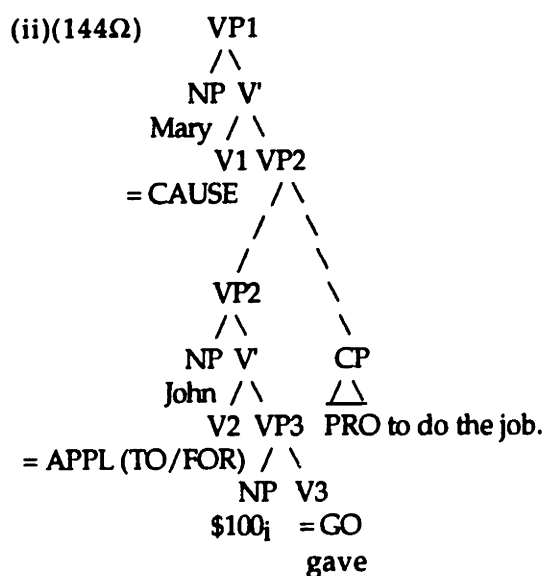 (ii)(144Ω) VP1
/\
NP V'
Mary / \
V1 VP2
= CAUSE / \
/ \
/ \
VP2 \
/\ \
NP V' CP
John / \ /\
V2 VP3 PRO to do the job.
= APPL (TO/FOR) / \
NP V3
$100i = GO
gave